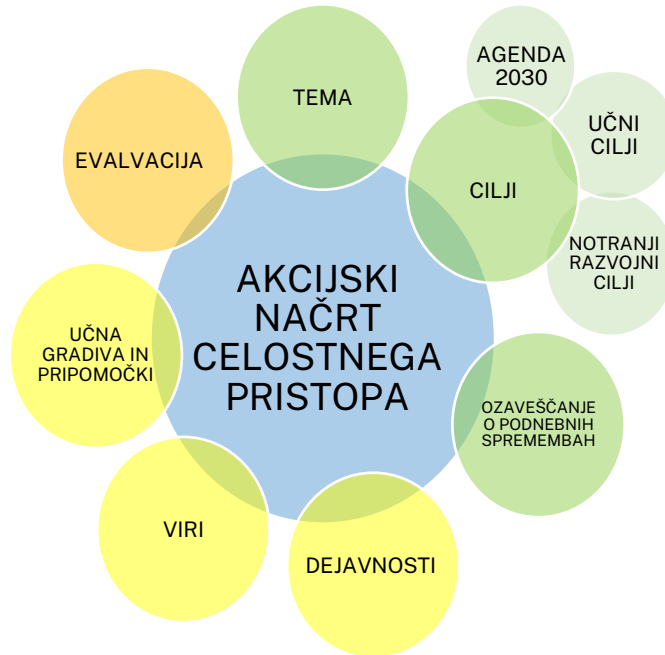 AGENDA
2030
TEMA
UČNI
CILJI
EVALVACIJA
CILJI
NOTRANJI
RAZVOJNI
CILJI
AKCIJSKI
NAČRT
CELOSTNEGA
PRISTOPA
UČNA
GRADIVA IN
PRIPOMOČKI
OZAVEŠČANJE
O PODNEBNIH
SPREMEMBAH
VIRI
DEJAVNOSTI